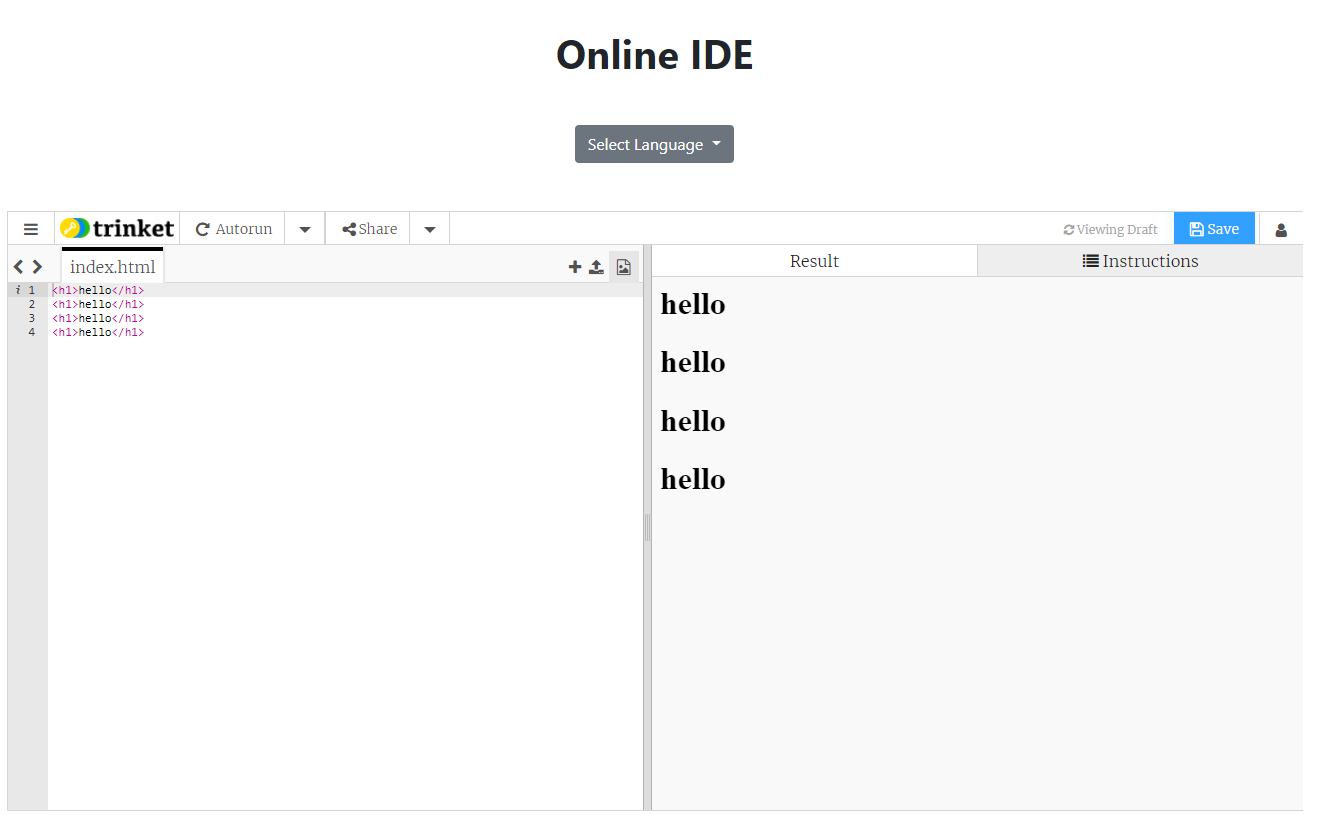 Online IDE
Select Language
trinket Autorun Share Viewing Draft Save
index.html
Result Instructions
i 1 <h1>hello</h1>
2 <h1>hello</h1>
3 <h1>hello</h1>
4 <h1>hello</h1>
hello
hello
hello
hello